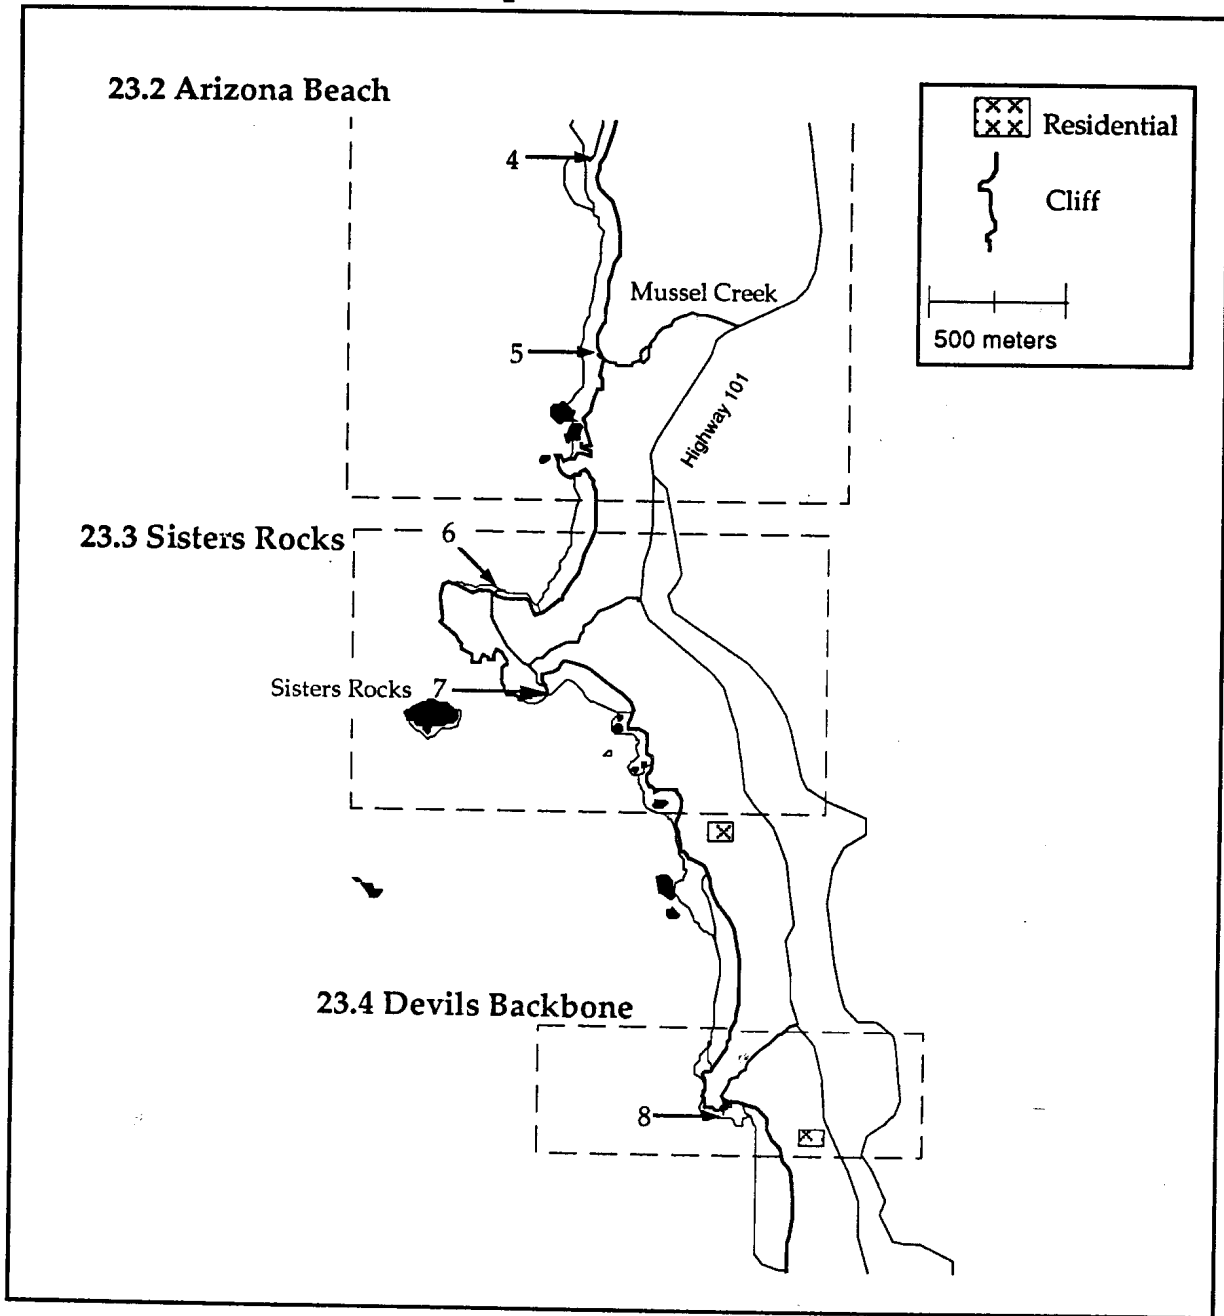 23.2 Arizona Beach
Residential
4
Cliff
Mussel Creek
5
500 meters
Highway 101
23.3 Sisters Rocks
6
Sisters Rocks 7
23.4 Devils Backbone
8